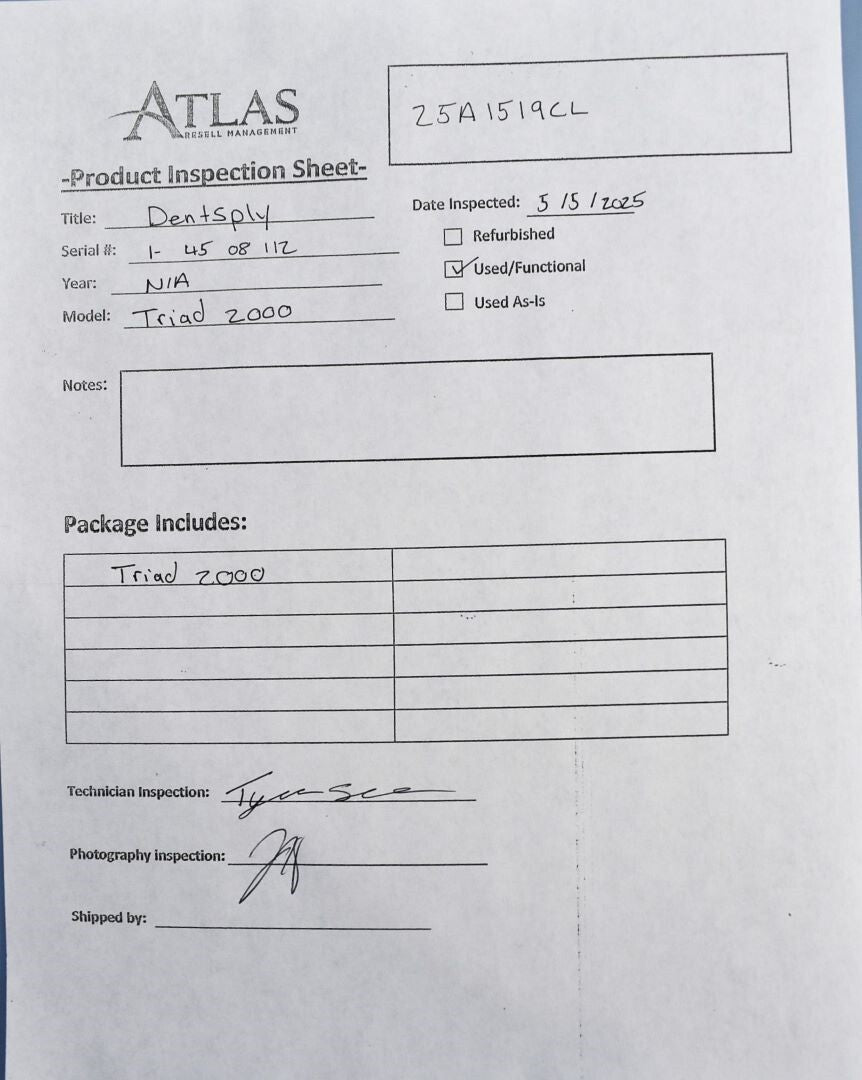 ATLAS
RESELL MANAGEMENT
25A1519CL
-Product Inspection Sheet-
Title: Dentsply
Serial #: 1- 45 08 112
Year: N/A
Model: Triad 2000
Date Inspected: 5/5/2025
Refurbished
Used/Functional
Used As-Is
Notes:
Package Includes:
Triad 2000
Technician Inspection:
Photography inspection:
Shipped by: